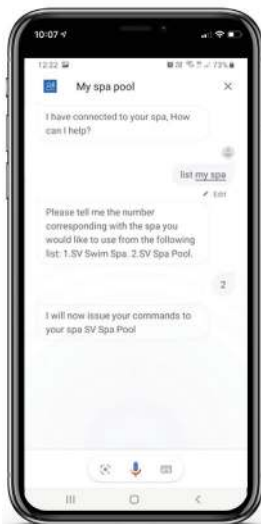 10:07
12:22 73%
My spa pool
I have connected to your spa, How
can I help?
list my spa
Edit
Please tell me the number
corresponding with the spa you
would like to use from the following
list: 1.SV Swim Spa. 2.SV Spa Pool.
2
I will now issue your commands to
your spa SV Spa Pool